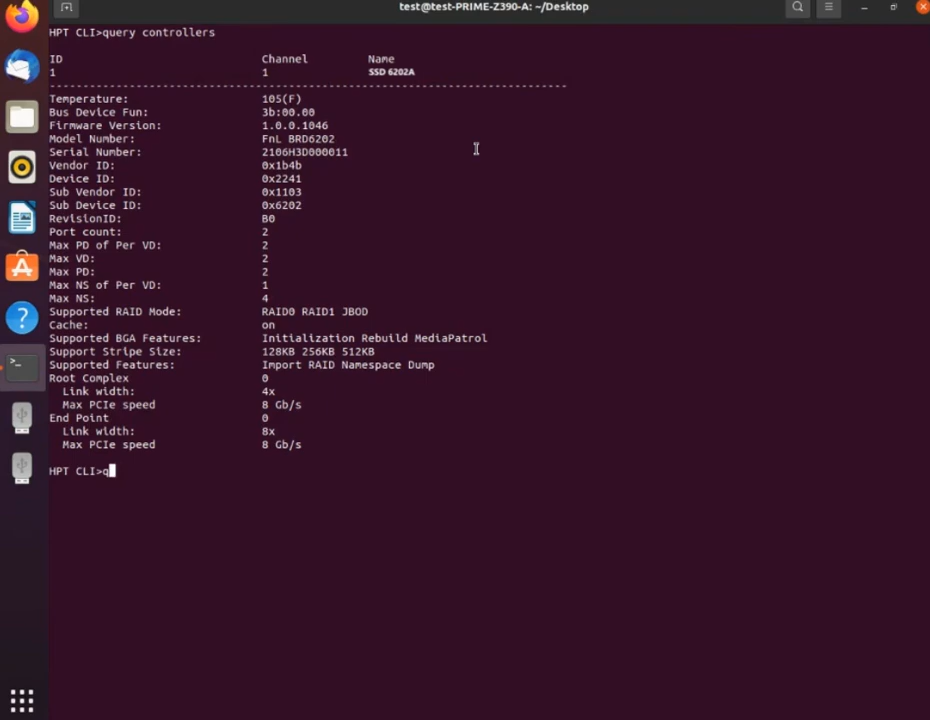 test@test-PRIME-Z390-A: ~/Desktop
HPT CLI>query controllers
ID Channel Name
1 1 SSD 6202A
--------------------------------------------------------------------------------
Temperature: 105(F)
Bus Device Fun: 3b:00.00
Firmware Version: 1.0.0.1046
Model Number: FnL BRD6202
Serial Number: 2106H3D000011
Vendor ID: 0x1b4b
Device ID: 0x2241
Sub Vendor ID: 0x1103
Sub Device ID: 0x6202
RevisionID: B0
Port count: 2
Max PD of Per VD: 2
Max VD: 2
Max PD: 2
Max NS of Per VD: 1
Max NS: 4
Supported RAID Mode: RAID0 RAID1 JBOD
Cache: on
Supported BGA Features: Initialization Rebuild MediaPatrol
Support Stripe Size: 128KB 256KB 512KB
Supported Features: Import RAID Namespace Dump
Root Complex 0
Link width: 4x
Max PCIe speed 8 Gb/s
End Point 0
Link width: 8x
Max PCIe speed 8 Gb/s
HPT CLI>q